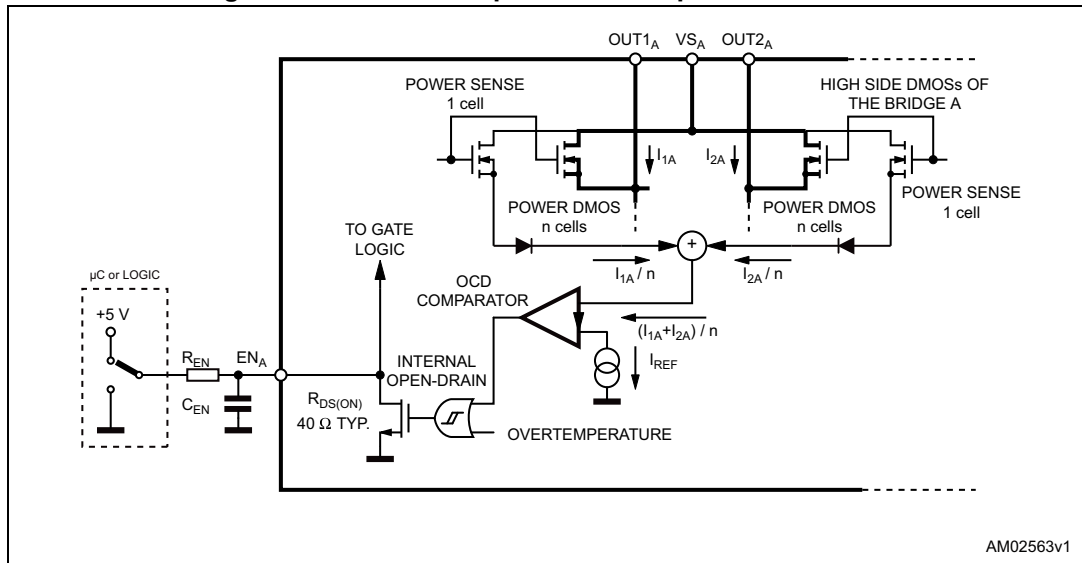 OUT1A VSA OUT2A
POWER SENSE
1 cell
HIGH SIDE DMOSs OF
THE BRIDGE A
I1A
I2A
POWER SENSE
1 cell
POWER DMOS
n cells
POWER DMOS
n cells
TO GATE
LOGIC
+
I1A / n
I2A / n
µC or LOGIC
OCD
COMPARATOR
+5 V
(I1A+I2A) / n
REN
ENA
INTERNAL
OPEN-DRAIN
IREF
CEN
RDS(ON)
40 Ω TYP.
OVERTEMPERATURE
AM02563v1